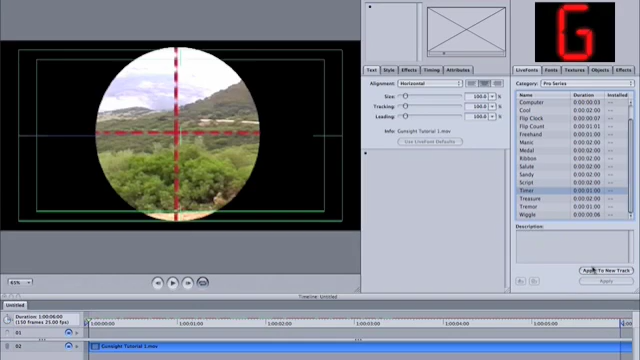 G
Text Style Effects Timing Attributes
LiveFonts Fonts Textures Objects Effects
Alignment: Horizontal
Size: 100.0 %
Tracking: 100.0 %
Leading: 100.0 %
Info: Gunsight Tutorial 1.mov
Use LiveFont Defaults
Category: Pro Series
Name Duration Installed
Computer 0:00:00:03 --
Cool 0:00:02:00 --
Flip Clock 0:00:00:07 --
Flip Count 0:00:01:01 --
Freehand 0:00:01:00 --
Manic 0:00:02:00 --
Medal 0:00:02:00 --
Ribbon 0:00:02:00 --
Salute 0:00:02:00 --
Sandy 0:00:02:00 --
Script 0:00:02:00 --
Timer 0:00:01:00 --
Treasure 0:00:02:00 --
Tremor 0:00:01:00 --
Wiggle 0:00:00:06 --
Description:
Apply To New Track
Apply
61%
Timeline: Untitled
Untitled
Duration: 1:00:06:00
(150 frames 25.00 fps)
1:00:00:00 1:00:01:00 1:00:02:00 1:00:03:00 1:00:04:00 1:00:05:00
01
02 Gunsight Tutorial 1.mov